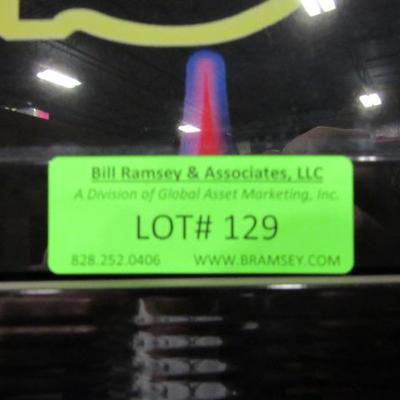 Bill Ramsey & Associates, LLC
A Division of Global Asset Marketing, Inc.
LOT# 129
828.252.0406 WWW.BRAMSEY.COM